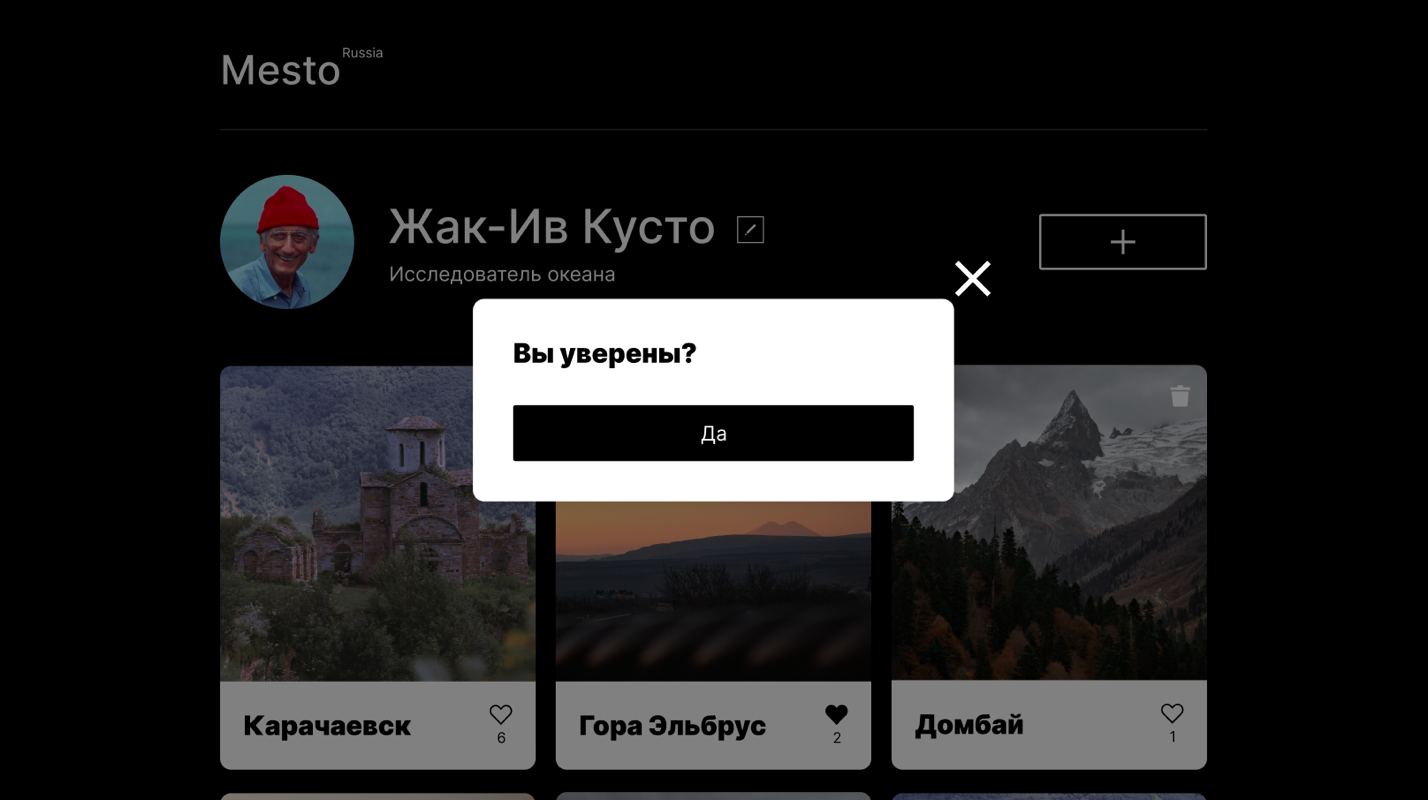 Mesto Russia
Жак-Ив Кусто
Исследователь океана
Вы уверены?
Да
Карачаевск
6
Гора Эльбрус
2
Домбай
1